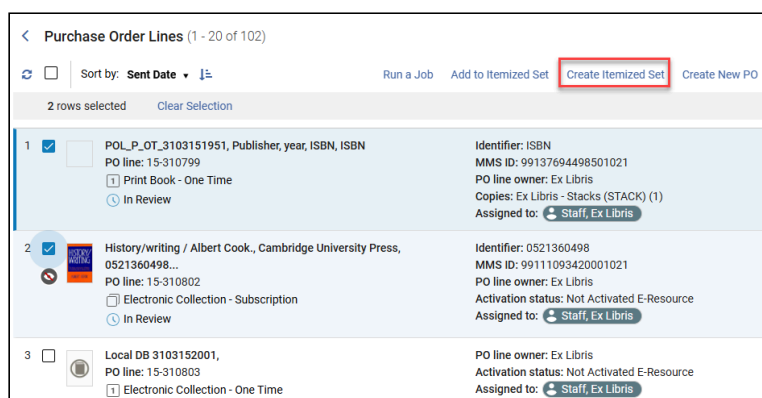 Purchase Order Lines (1 - 20 of 102)
Sort by: Sent Date Run a Job Add to Itemized Set Create Itemized Set Create New PO
2 rows selected Clear Selection
1 POL_P_OT_3103151951, Publisher, year, ISBN, ISBN
PO line: 15-310799
1 Print Book - One Time
In Review
Identifier: ISBN
MMS ID: 99137694498501021
PO line owner: Ex Libris
Copies: Ex Libris - Stacks (STACK) (1)
Assigned to: Staff, Ex Libris
2 History/writing / Albert Cook., Cambridge University Press,
0521360498...
PO line: 15-310802
Electronic Collection - Subscription
In Review
HISTORY/
WRITING
Identifier: 0521360498
MMS ID: 99111093420001021
PO line owner: Ex Libris
Activation status: Not Activated E-Resource
Assigned to: Staff, Ex Libris
3 Local DB 3103152001,
PO line: 15-310803
1 Electronic Collection - One Time
PO line owner: Ex Libris
Activation status: Not Activated E-Resource
Assigned to: Staff, Ex Libris